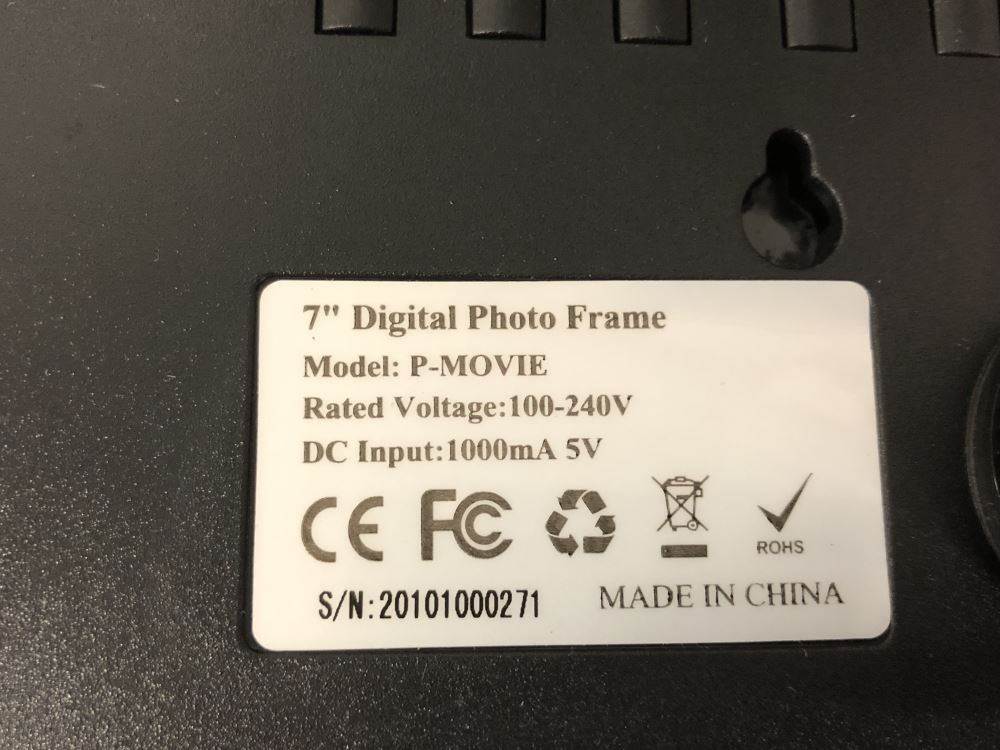 7" Digital Photo Frame
Model: P-MOVIE
Rated Voltage:100-240V
DC Input:1000mA 5V
CE FC ROHS
S/N:20101000271 MADE IN CHINA